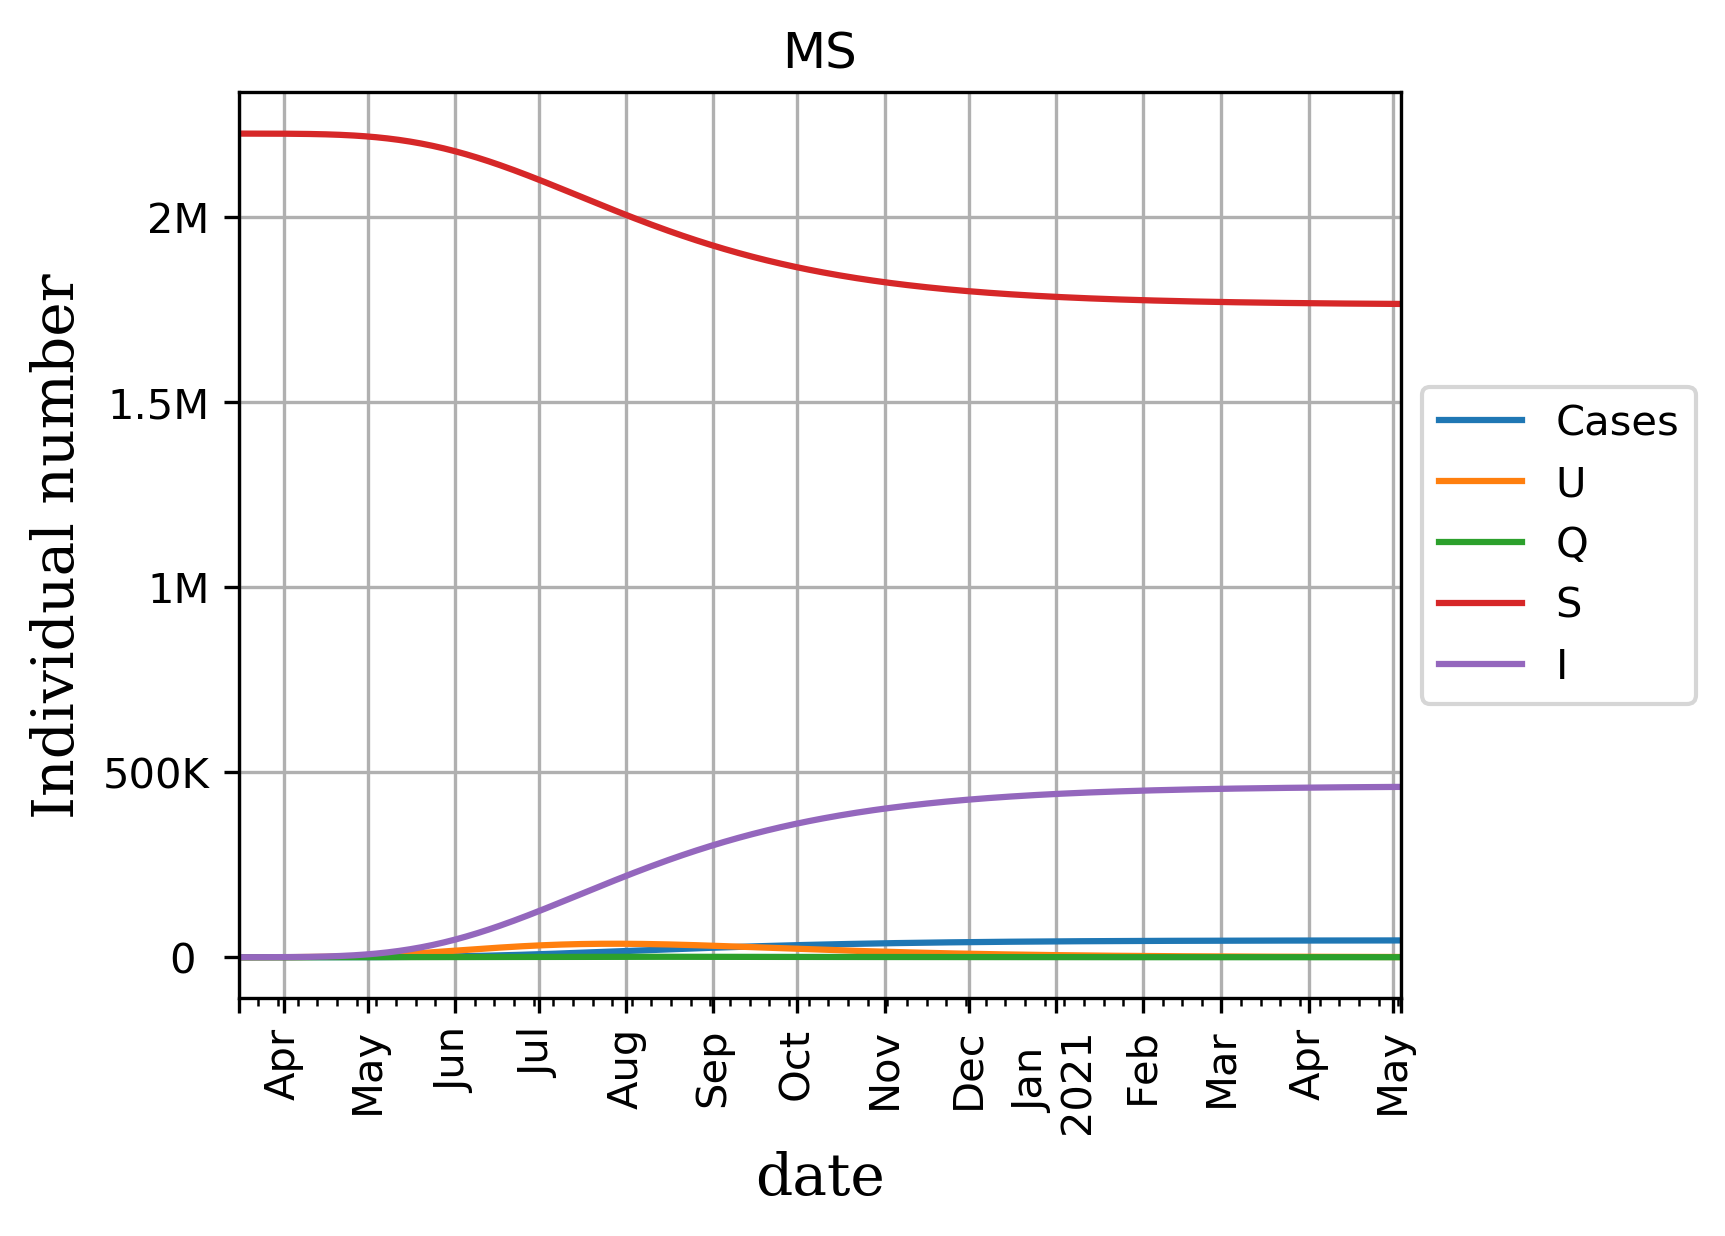 MS
Individual number
2M
1.5M
1M
500K
0
Apr
May
Jun
Jul
Aug
Sep
Oct
Nov
Dec
Jan
2021
Feb
Mar
Apr
May
date
Cases
U
Q
S
I